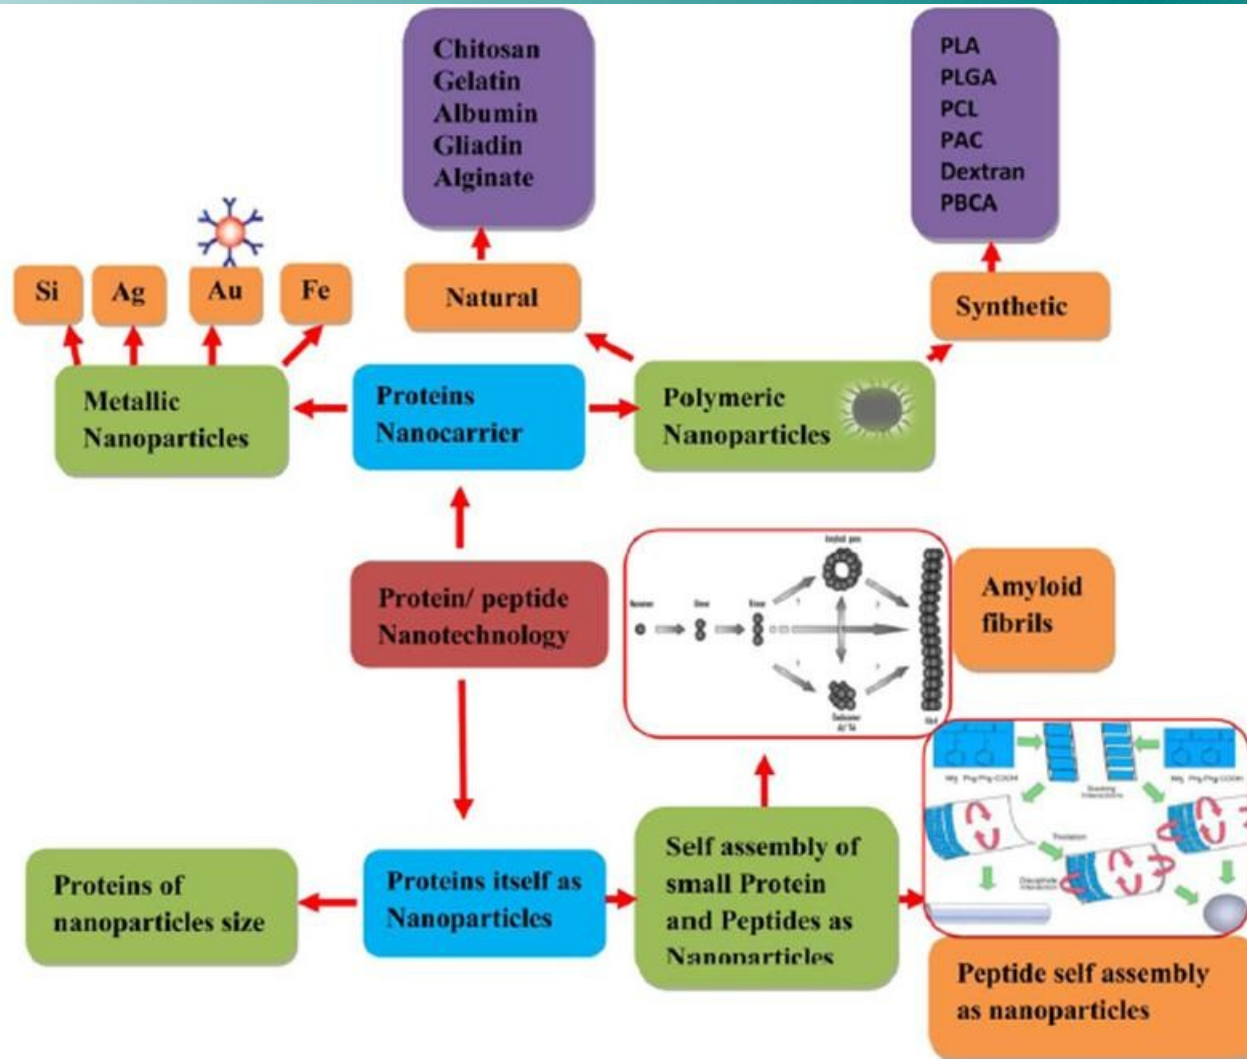 Chitosan
Gelatin
Albumin
Gliadin
Alginate
PLA
PLGA
PCL
PAC
Dextran
PBCA
Si
Ag
Au
Fe
Natural
Synthetic
Metallic
Nanoparticles
Proteins
Nanocarrier
Polymeric
Nanoparticles
Protein/ peptide
Nanotechnology
Amyloid
fibrils
Proteins of
nanoparticles size
Proteins itself as
Nanoparticles
Self assembly of
small Protein
and Peptides as
Nanoparticles
Peptide self assembly
as nanoparticles